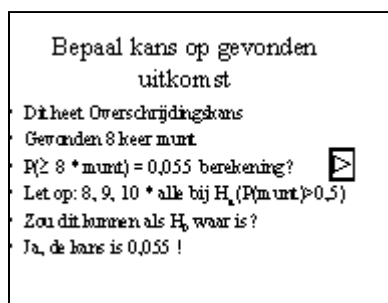 Bepaal kans op gevonden
uitkomst
• Dit heet Overschrijdingskans
• Gevonden 8 keer munt
• P(≥ 8 * munt) = 0,055 berekening?
• Let op: 8, 9, 10 * alle bij Hₐ(P(munt)>0,5)
• Zou dit kunnen als H₀ waar is?
• Ja, de kans is 0,055 !